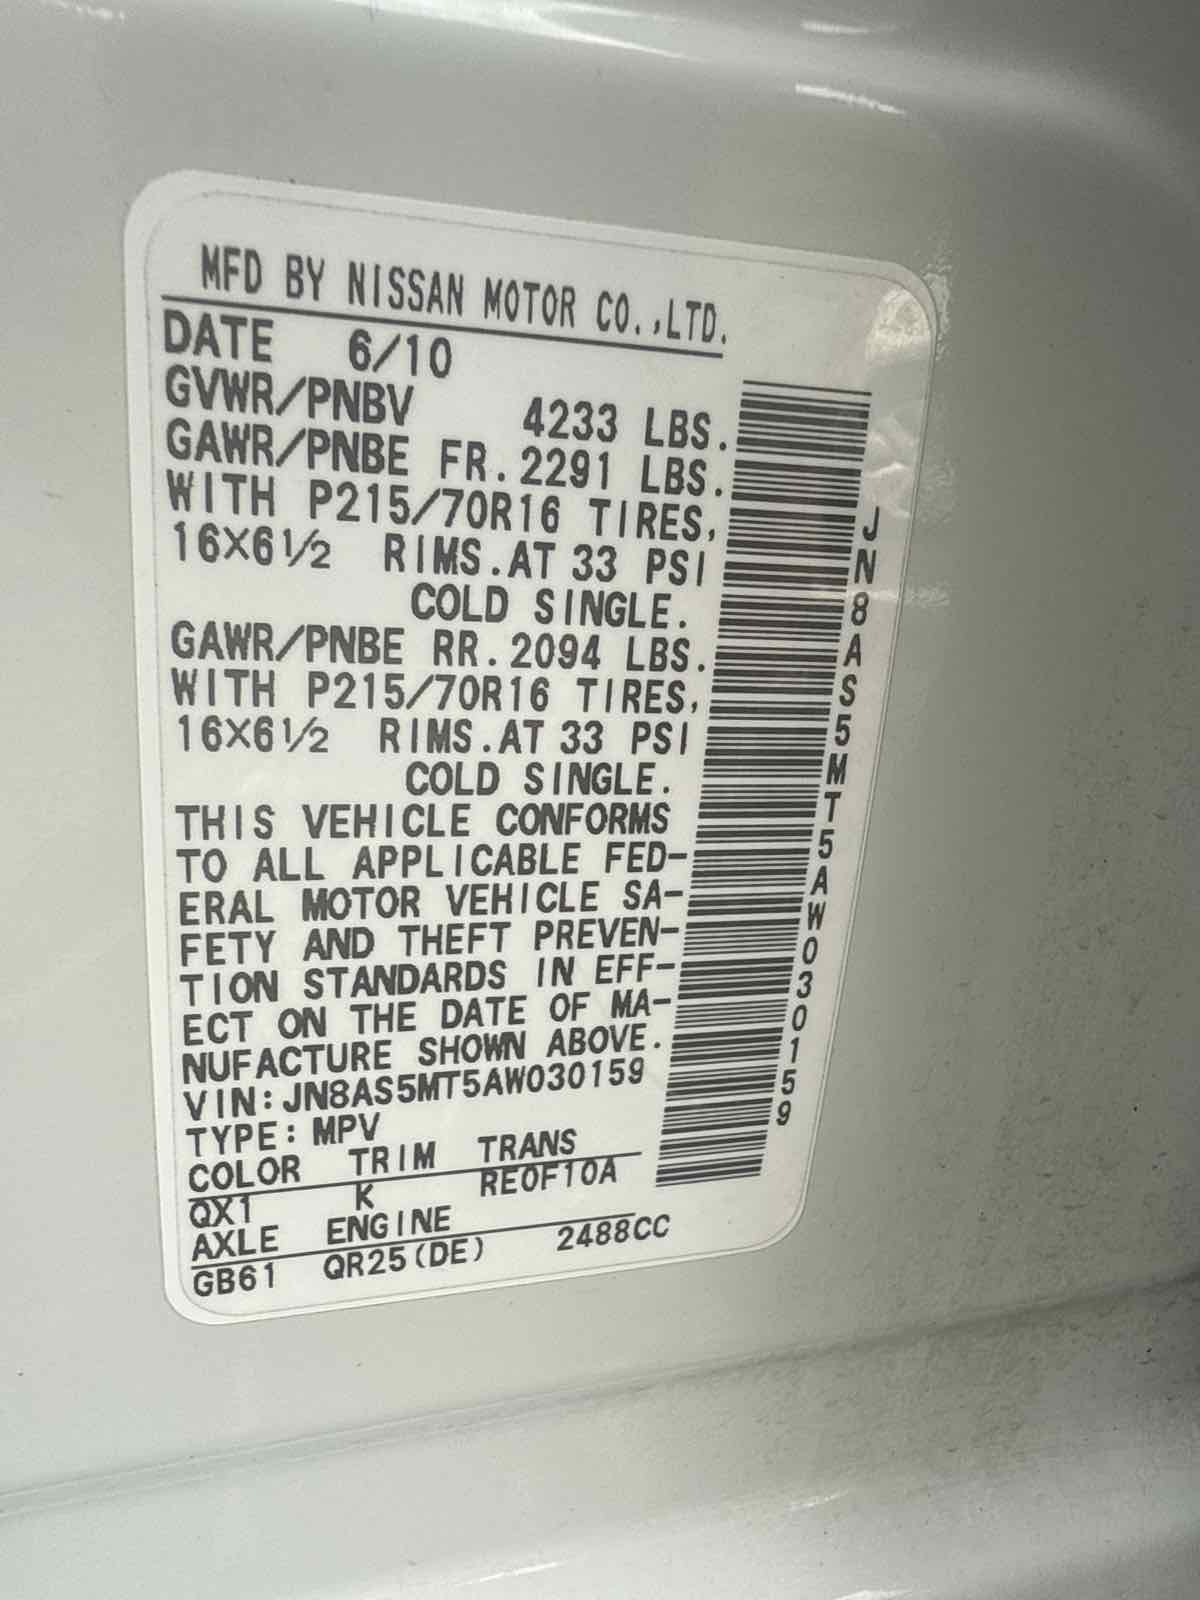 MFD BY NISSAN MOTOR CO.,LTD.
DATE 6/10
GVWR/PNBV 4233 LBS.
GAWR/PNBE FR.2291 LBS.
WITH P215/70R16 TIRES,
16X6½ RIMS.AT 33 PSI
COLD SINGLE.
GAWR/PNBE RR.2094 LBS.
WITH P215/70R16 TIRES,
16X6½ RIMS.AT 33 PSI
COLD SINGLE.
THIS VEHICLE CONFORMS
TO ALL APPLICABLE FED-
ERAL MOTOR VEHICLE SA-
FETY AND THEFT PREVEN-
TION STANDARDS IN EFF-
ECT ON THE DATE OF MA-
NUFACTURE SHOWN ABOVE.
VIN:JN8AS5MT5AW030159
TYPE:MPV
COLOR TRIM TRANS
QX1 K RE0F10A
AXLE ENGINE
GB61 QR25(DE) 2488CC
JN8AS5MT5AW030159